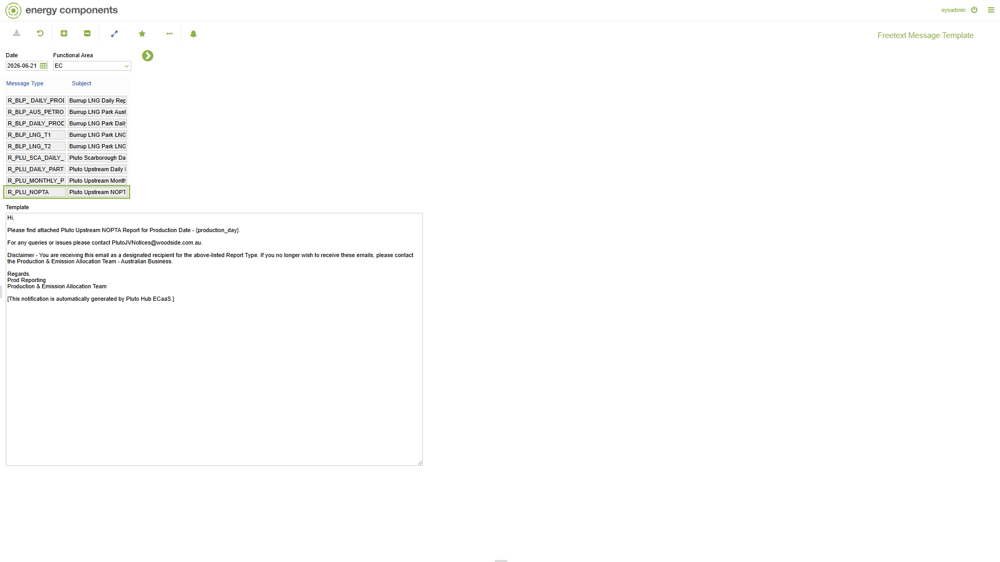 energy components
sysadmin
Freetext Message Template
Date
Functional Area
2026-06-21
EC
Message Type Subject
R_BLP_ DAILY_PROD Burrup LNG Daily Rep
R_BLP_AUS_PETRO Burrup LNG Park Aust
R_BLP_DAILY_PROD Burrup LNG Park Daily
R_BLP_LNG_T1 Burrup LNG Park LNG
R_BLP_LNG_T2 Burrup LNG Park LNG
R_PLU_SCA_DAILY_ Pluto Scarborough Da
R_PLU_DAILY_PART Pluto Upstream Daily
R_PLU_MONTHLY_P Pluto Upstream Month
R_PLU_NOPTA Pluto Upstream NOPT
Template
Hi,
Please find attached Pluto Upstream NOPTA Report for Production Date - {production_day}.
For any queries or issues please contact PlutoJVNotices@woodside.com.au.
Disclaimer - You are receiving this email as a designated recipient for the above-listed Report Type. If you no longer wish to receive these emails, please contact
the Production & Emission Allocation Team - Australian Business.
Regards,
Prod Reporting
Production & Emission Allocation Team
[This notification is automatically generated by Pluto Hub ECaaS.]